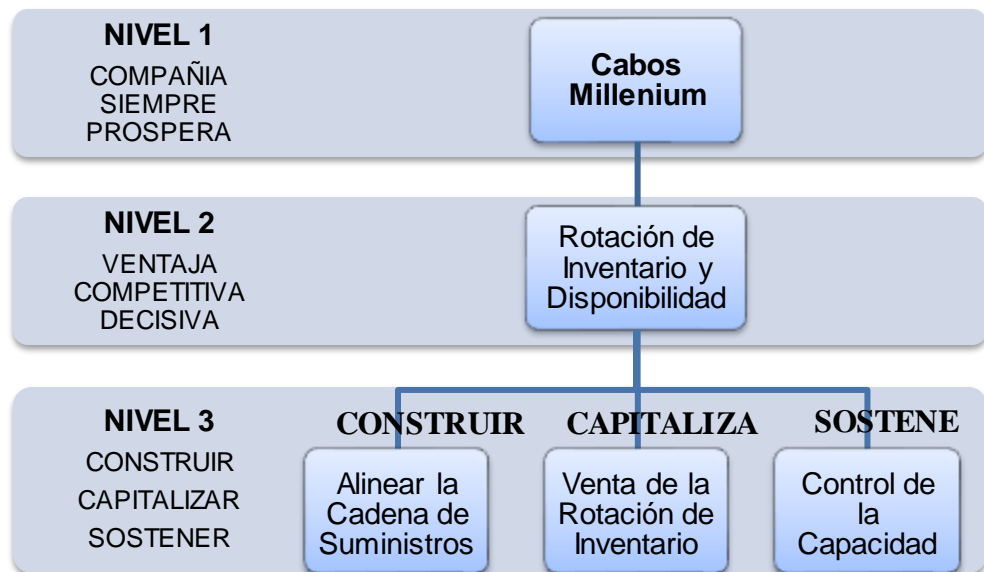 NIVEL 1
COMPAÑIA
SIEMPRE
PROSPERA
Cabos
Millenium
NIVEL 2
VENTAJA
COMPETITIVA
DECISIVA
Rotación de
Inventario y
Disponibilidad
NIVEL 3
CONSTRUIR
CAPITALIZAR
SOSTENER
CONSTRUIR
Alinear la
Cadena de
Suministros
CAPITALIZA
Venta de la
Rotación de
Inventario
SOSTENE
Control de
la
Capacidad